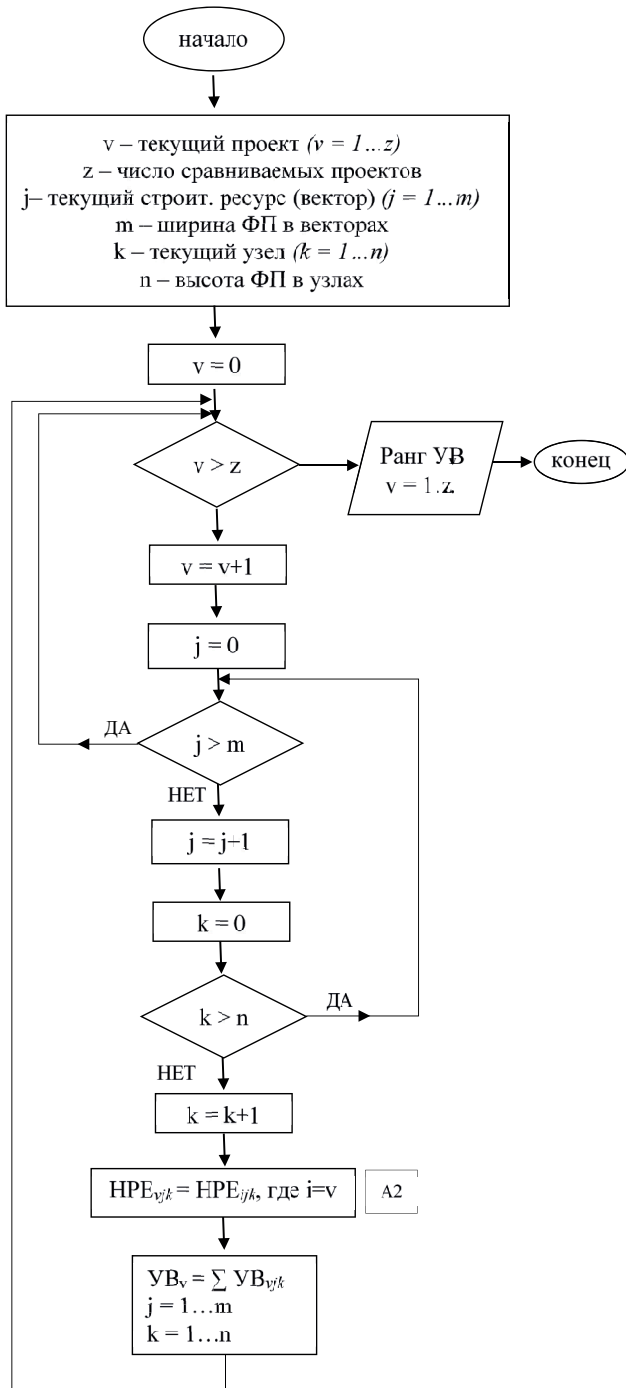 начало
v – текущий проект (v = 1...z)
z – число сравниваемых проектов
j– текущий строит. ресурс (вектор) (j = 1...m)
m – ширина ФП в векторах
k – текущий узел (k = 1...n)
n – высота ФП в узлах
v = 0
v > z
Ранг УВ
v = 1.z.
конец
v = v+1
j = 0
ДА
j > m
НЕТ
j = j+1
k = 0
k > n
ДА
НЕТ
k = k+1
НРЕvjk = НРЕijk, где i=v
А2
УВv = ∑ УВvjk
j = 1…m
k = 1…n